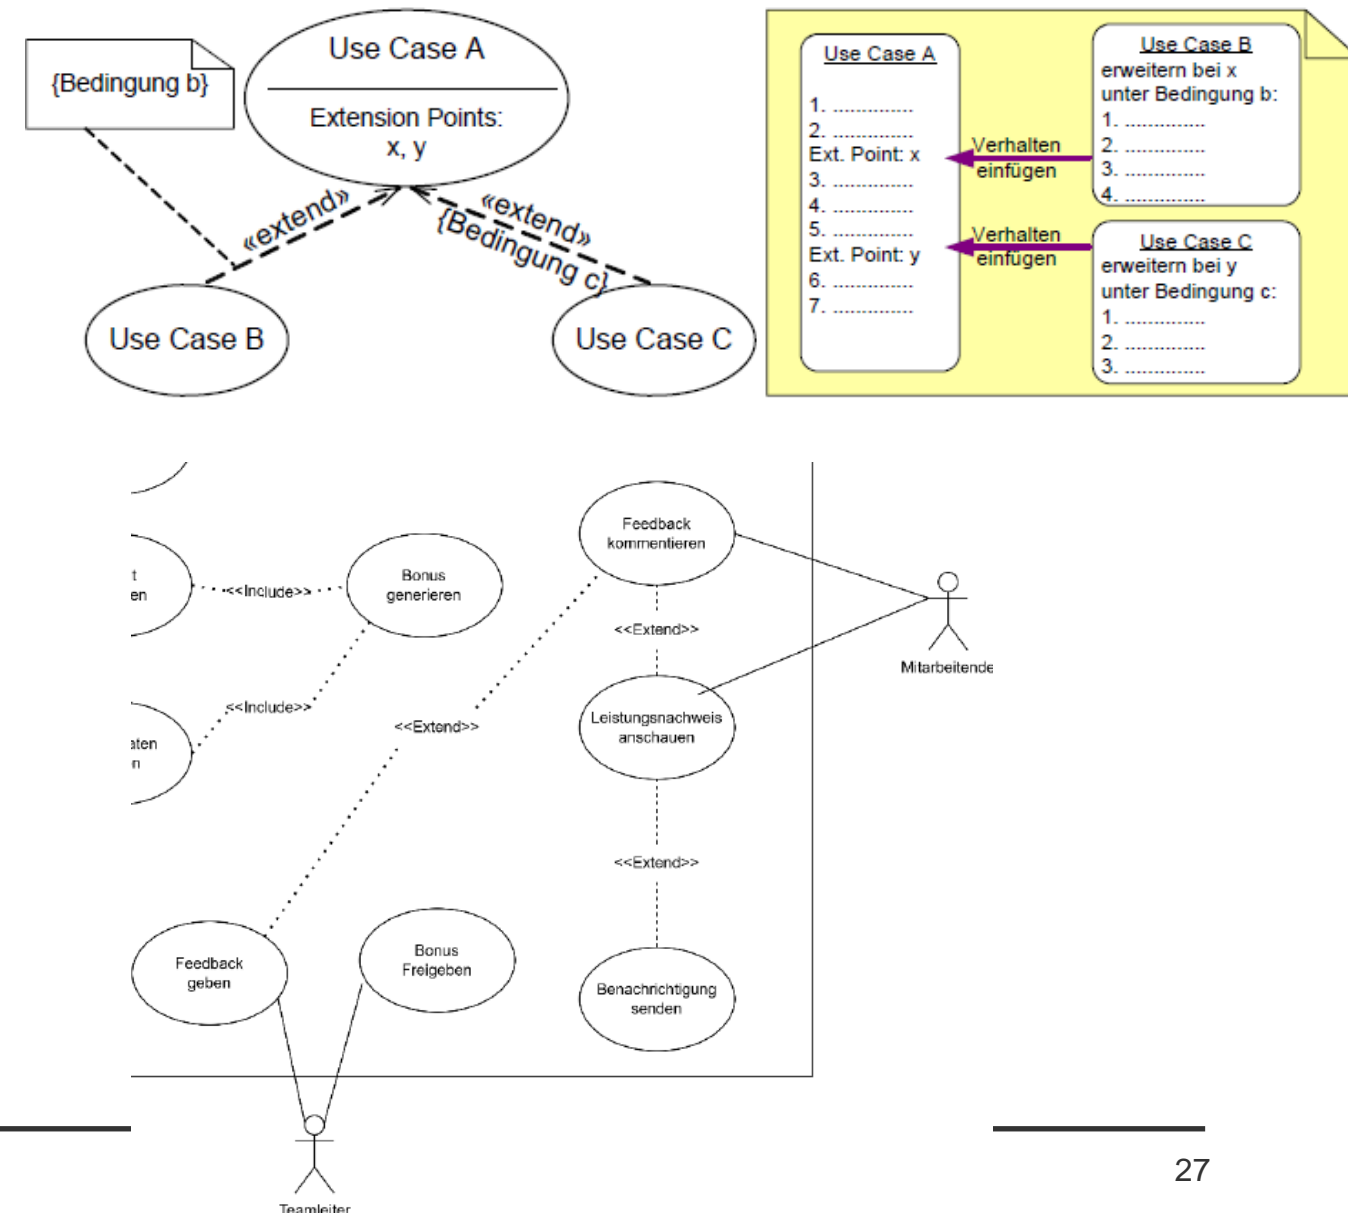 {Bedingung b}
Use Case A
Extension Points:
x, y
«extend»
«extend»
{Bedingung c}
Use Case B
Use Case C
Use Case A
1. ..............
2. ..............
Ext. Point: x
3. ..............
4. ..............
5. ..............
Ext. Point: y
6. ..............
7. ..............
Verhalten
einfügen
Verhalten
einfügen
Use Case B
erweitern bei x
unter Bedingung b:
1. ..............
2. ..............
3. ..............
4. ..............
Use Case C
erweitern bei y
unter Bedingung c:
1. ..............
2. ..............
3. ..............
Feedback
kommentieren
t
en
<<Include>>
Bonus
generieren
<<Extend>>
Mitarbeitende
<<Include>>
<<Extend>>
Leistungsnachweis
anschauen
aten
n
<<Extend>>
Feedback
geben
Bonus
Freigeben
Benachrichtigung
senden
Teamleiter
27